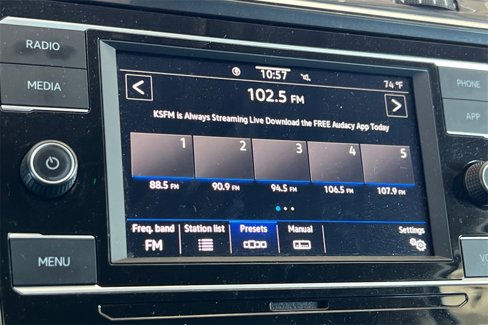 RADIO
MEDIA
MENU
10:57
74 °F
102.5 FM
KSFM is Always Streaming Live Download the FREE Audacy App Today
1 2 3 4 5
88.5 FM 90.9 FM 94.5 FM 106.5 FM 107.9 FM
Freq. band Station list Presets Manual Settings
FM
PHONE
APP
VO